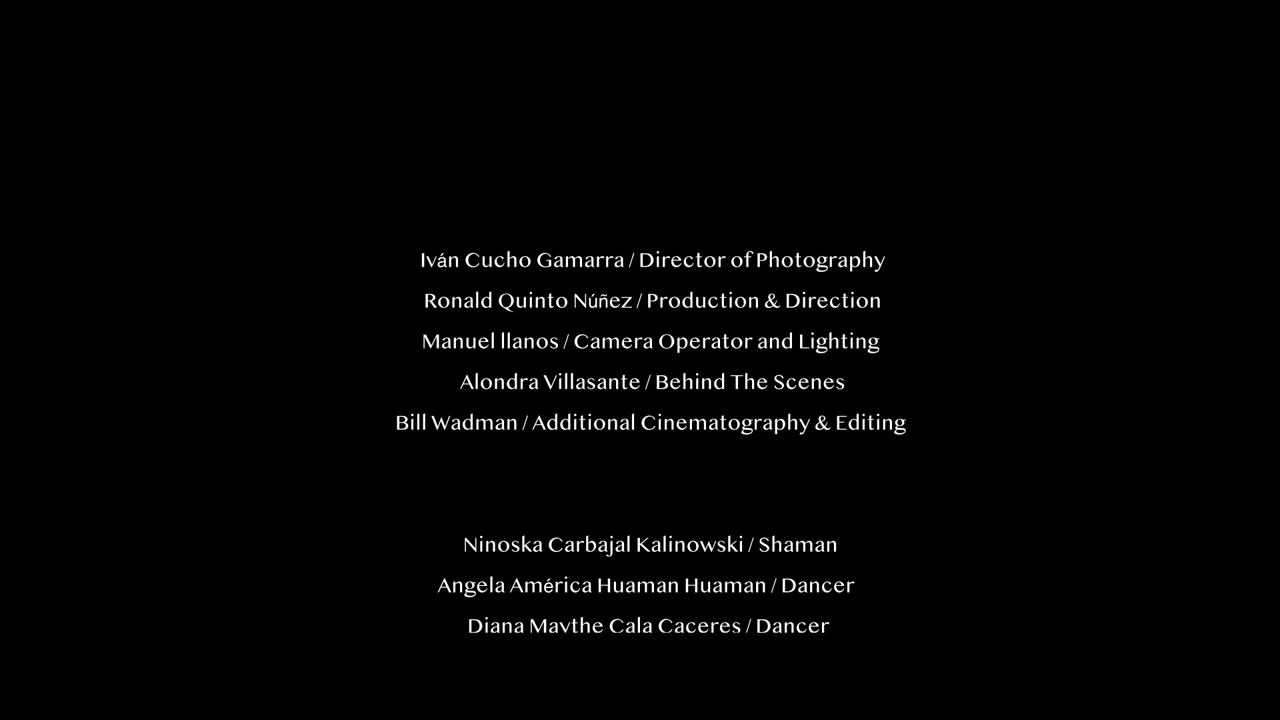 Iván Cucho Gamarra / Director of Photography
Ronald Quinto Núñez / Production & Direction
Manuel llanos / Camera Operator and Lighting
Alondra Villasante / Behind The Scenes
Bill Wadman / Additional Cinematography & Editing
Ninoska Carbajal Kalinowski / Shaman
Angela América Huaman Huaman / Dancer
Diana Maythe Cala Caceres / Dancer